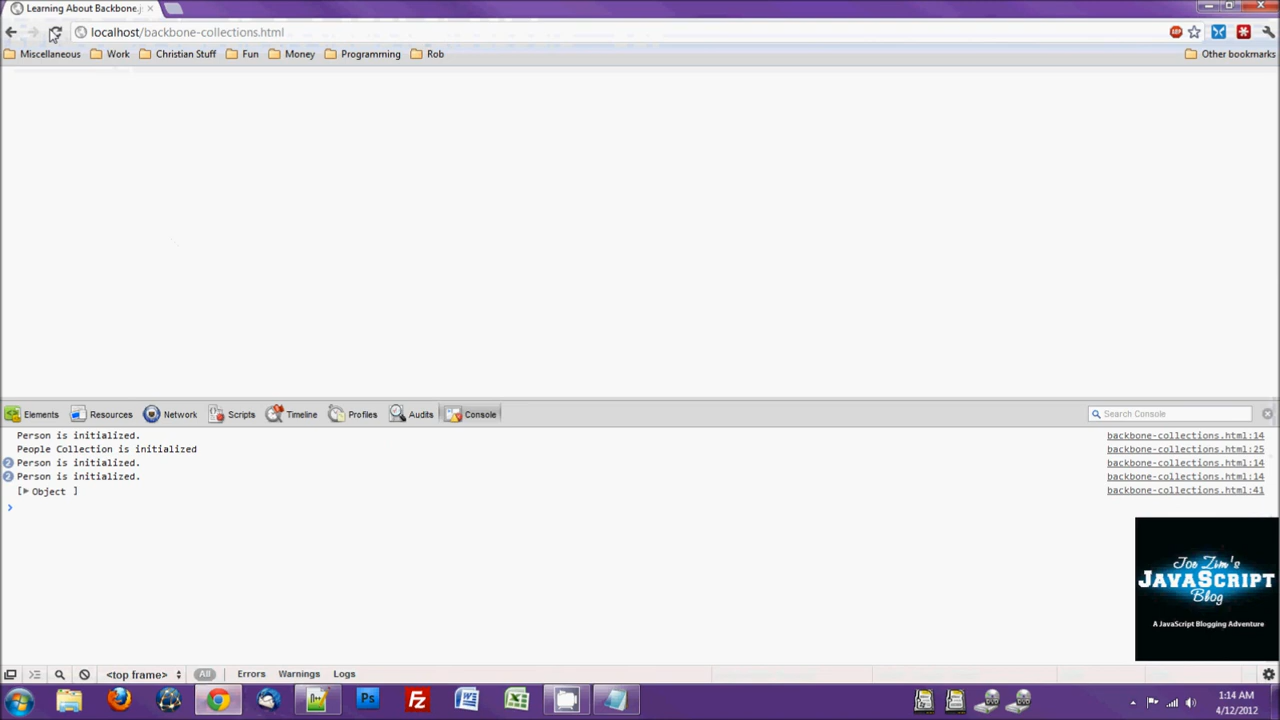 Learning About Backbone.j
localhost/backbone-collections.html
Miscellaneous Work Christian Stuff Fun Money Programming Rob Other bookmarks
Elements Resources Network Scripts Timeline Profiles Audits Console Search Console
Person is initialized. backbone-collections.html:14
People Collection is initialized backbone-collections.html:25
2 Person is initialized. backbone-collections.html:14
2 Person is initialized. backbone-collections.html:14
[▶Object ] backbone-collections.html:41
>
Joe Zim's
JAVASCRIPT
Blog
A JavaScript Blogging Adventure
<top frame> All Errors Warnings Logs
Ps Fz W X
1:14 AM
4/12/2012